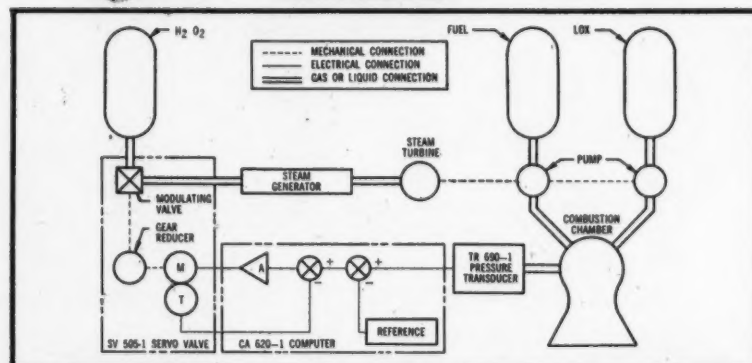 H2 O2
FUEL
LOX
MECHANICAL CONNECTION
ELECTRICAL CONNECTION
GAS OR LIQUID CONNECTION
STEAM
TURBINE
PUMP
STEAM
GENERATOR
MODULATING
VALVE
GEAR
REDUCER
COMBUSTION
CHAMBER
TR 690–1
PRESSURE
TRANSDUCER
M
A
+
+
–
–
T
REFERENCE
SV 505-1 SERVO VALVE
CA 620–1 COMPUTER